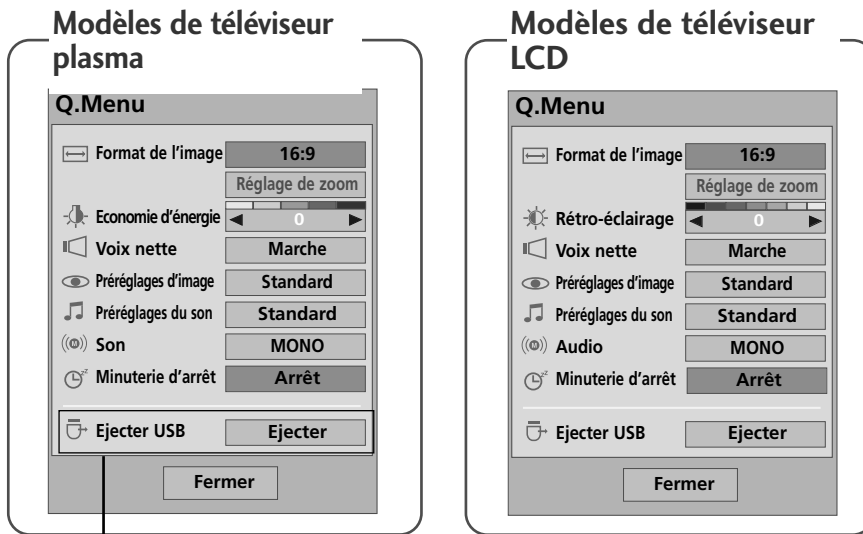 Modèles de téléviseur
plasma
Q.Menu
Format de l'image 16:9
Réglage de zoom
Economie d'énergie ◄ 0 ►
Voix nette Marche
Préréglages d'image Standard
Préréglages du son Standard
Son MONO
Minuterie d'arrêt Arrêt
Ejecter USB Ejecter
Fermer
Modèles de téléviseur
LCD
Q.Menu
Format de l'image 16:9
Réglage de zoom
Rétro-éclairage ◄ 0 ►
Voix nette Marche
Préréglages d'image Standard
Préréglages du son Standard
Audio MONO
Minuterie d'arrêt Arrêt
Ejecter USB Ejecter
Fermer